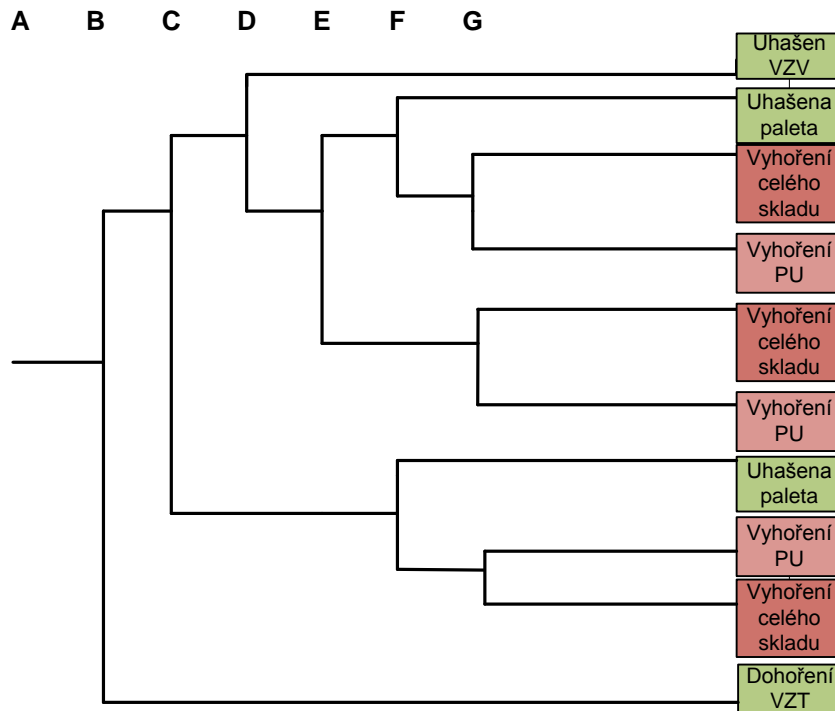 A B C D E F G
Uhašen
VZV
Uhašena
paleta
Vyhoření
celého
skladu
Vyhoření
PU
Vyhoření
celého
skladu
Vyhoření
PU
Uhašena
paleta
Vyhoření
PU
Vyhoření
celého
skladu
Dohoření
VZT